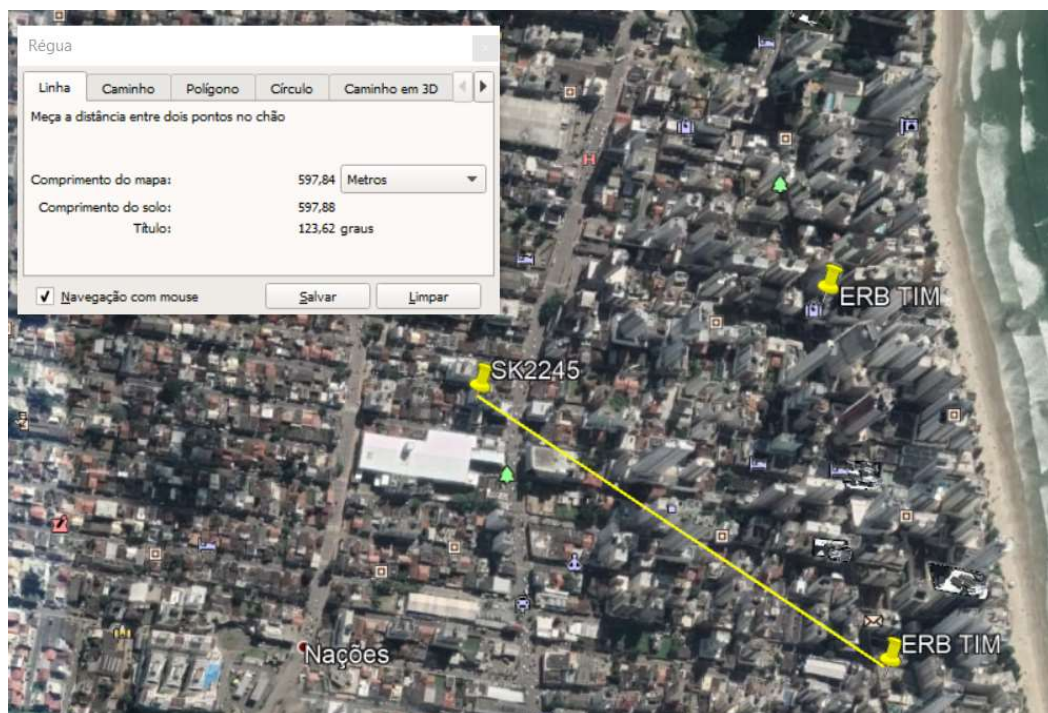 Régua
Linha
Caminho
Polígono
Círculo
Caminho em 3D
Meça a distância entre dois pontos no chão
Comprimento do mapa: 597,84 Metros
Comprimento do solo: 597,88
Título: 123,62 graus
Navegação com mouse
Salvar
Limpar
H
ERB TIM
SK2245
Nações
ERB TIM